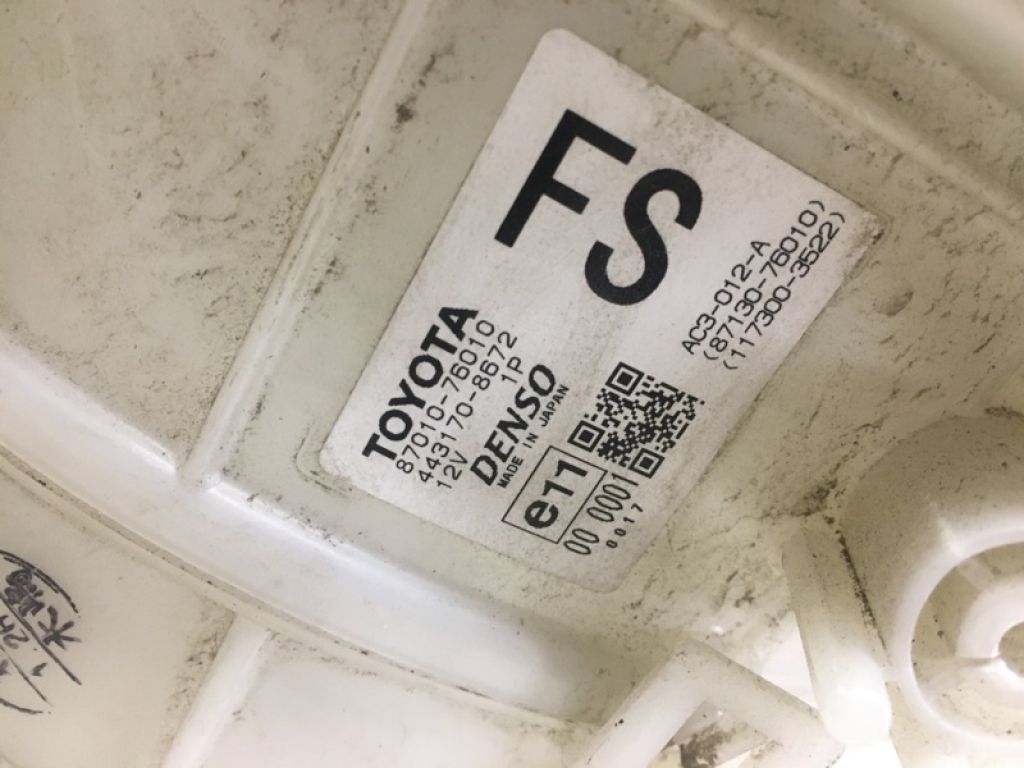 FS
AC3-012-A
(87130-76010)
(117300-3522)
TOYOTA
87010-76010
443170-8672
12V -1P
DENSO
MADE IN JAPAN
e11
00 0001
0017